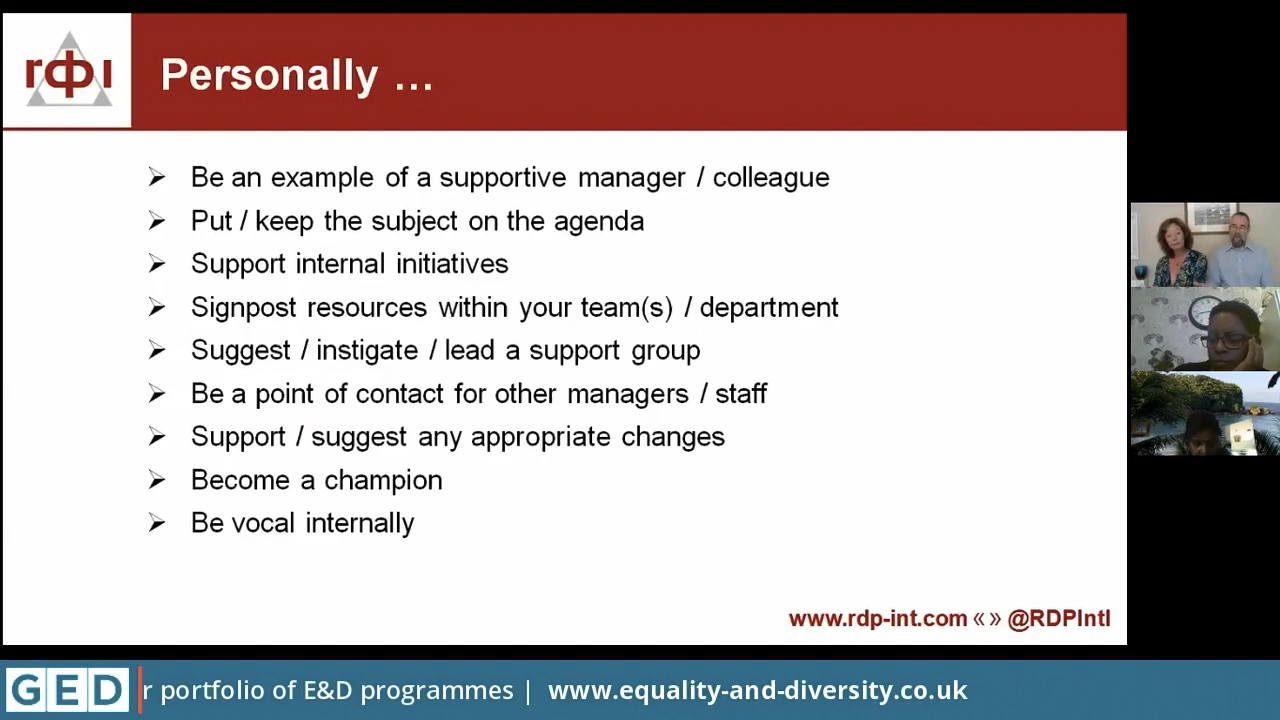 rфı
Personally …
Be an example of a supportive manager / colleague
Put / keep the subject on the agenda
Support internal initiatives
Signpost resources within your team(s) / department
Suggest / instigate / lead a support group
Be a point of contact for other managers / staff
Support / suggest any appropriate changes
Become a champion
Be vocal internally
www.rdp-int.com «» @RDPIntl
GED r portfolio of E&D programmes | www.equality-and-diversity.co.uk